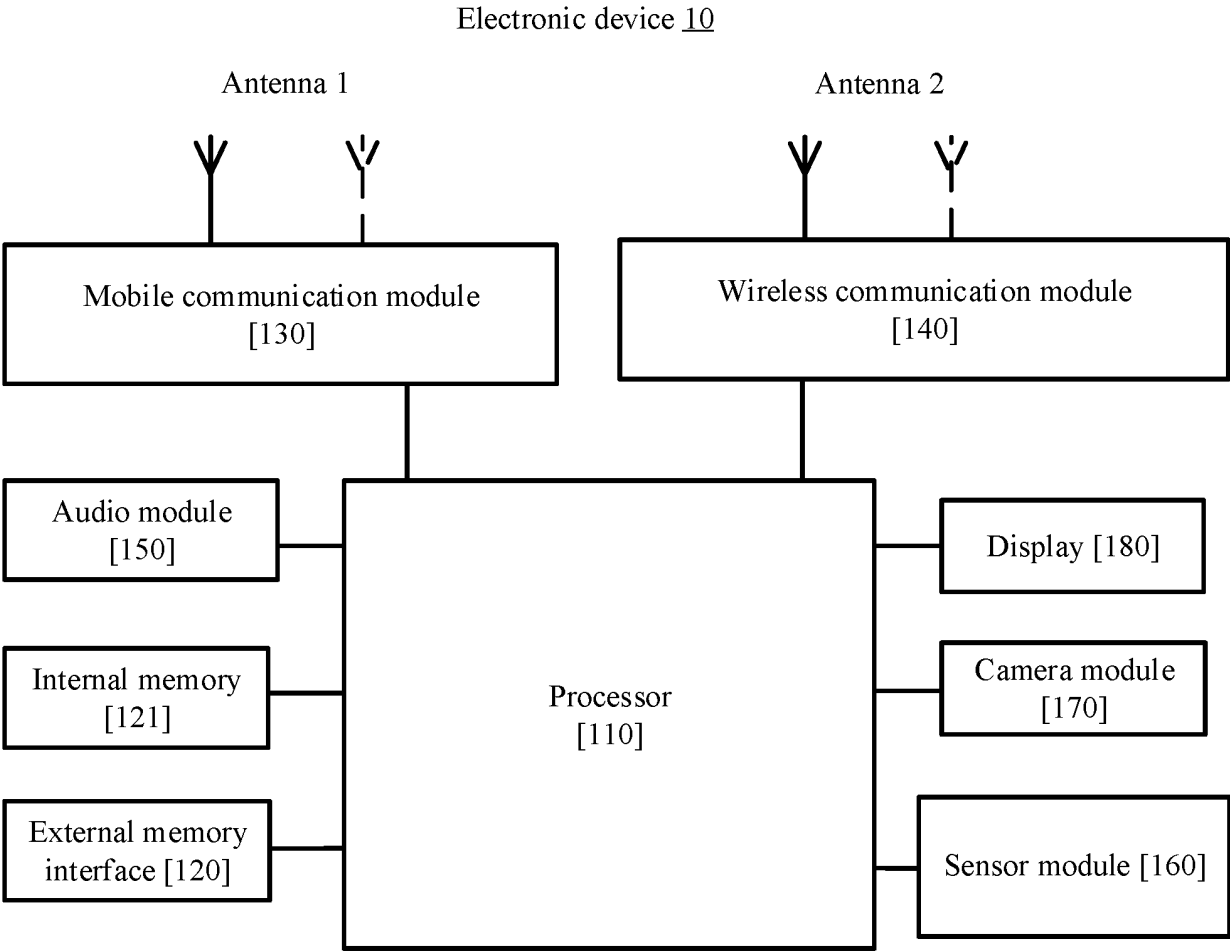 Electronic device 10
Antenna 1
Antenna 2
Mobile communication module
[130]
Wireless communication module
[140]
Audio module
[150]
Internal memory
[121]
External memory
interface [120]
Processor
[110]
Display [180]
Camera module
[170]
Sensor module [160]